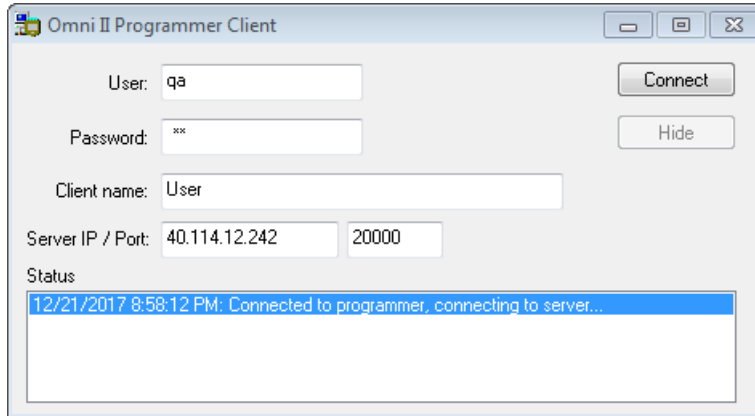 Omni II Programmer Client
User: qa Connect
Password: ** Hide
Client name: User
Server IP / Port: 40.114.12.242 20000
Status
12/21/2017 8:58:12 PM: Connected to programmer, connecting to server...